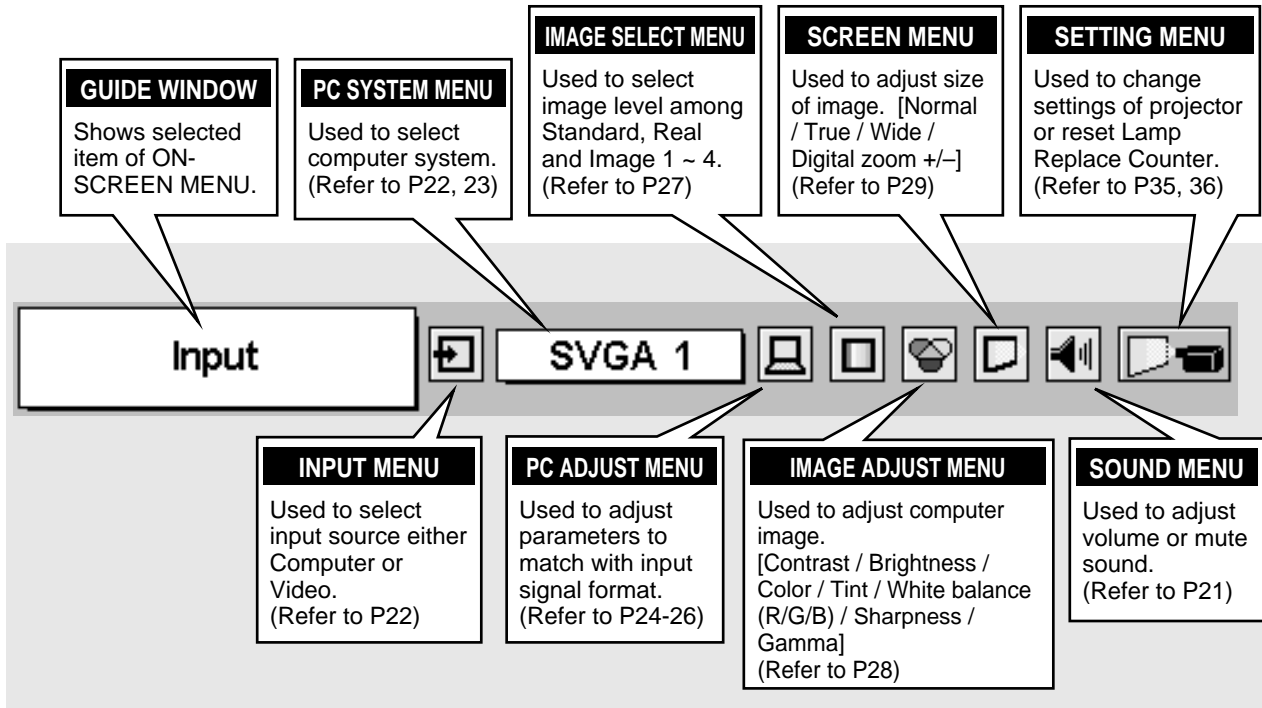 GUIDE WINDOW
Shows selected
item of ON-
SCREEN MENU.
PC SYSTEM MENU
Used to select
computer system.
(Refer to P22, 23)
IMAGE SELECT MENU
Used to select
image level among
Standard, Real
and Image 1 ~ 4.
(Refer to P27)
SCREEN MENU
Used to adjust size
of image. [Normal
/ True / Wide /
Digital zoom +/–]
(Refer to P29)
SETTING MENU
Used to change
settings of projector
or reset Lamp
Replace Counter.
(Refer to P35, 36)
Input
SVGA 1
INPUT MENU
Used to select
input source either
Computer or
Video.
(Refer to P22)
PC ADJUST MENU
Used to adjust
parameters to
match with input
signal format.
(Refer to P24-26)
IMAGE ADJUST MENU
Used to adjust computer
image.
[Contrast / Brightness /
Color / Tint / White balance
(R/G/B) / Sharpness /
Gamma]
(Refer to P28)
SOUND MENU
Used to adjust
volume or mute
sound.
(Refer to P21)